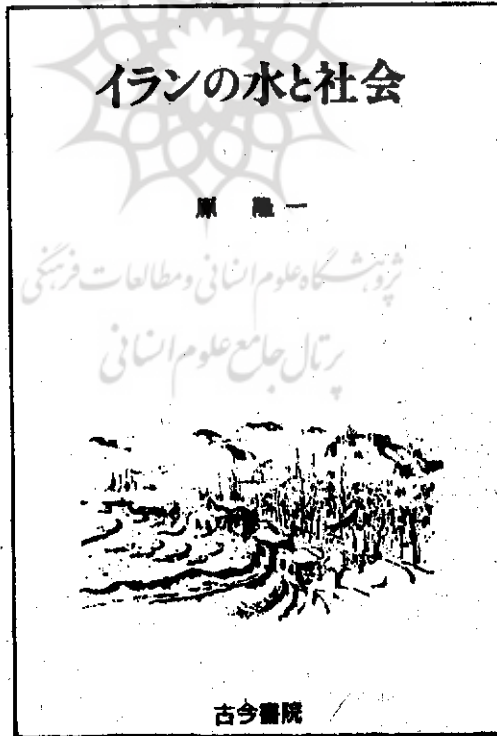 イランの水と社会
原 隆一
پژوهشگاه علوم انسانی و مطالعات فرهنگی
پرتال جامع علوم انسانی
古今書院